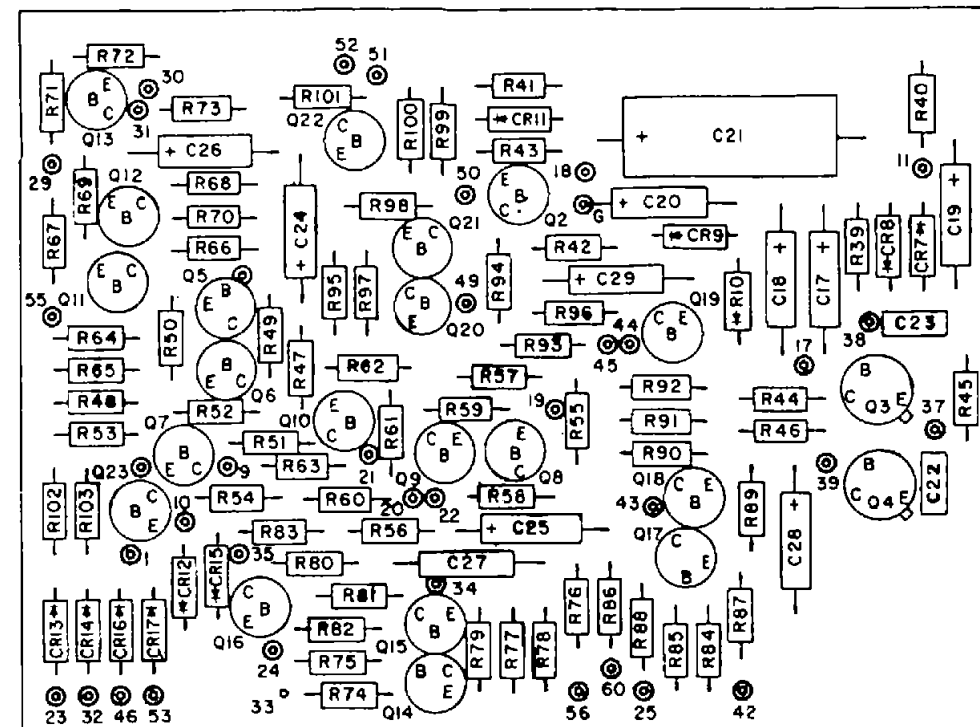 52
51
R72
30
R71
E
B
C
R73
31
Q13
R101
Q22
C
B
E
R100
R99
R41
*CR11
R43
+ C21
R40
11
+ C26
29
Q12
R69
R68
50
18
E
B
C
Q2
G
+ C20
C19 +
E
C
B
R70
R98
Q21
R67
R66
C24 +
C
E
B
R42
*CR9
R39
*CR8
CR7*
Q5
Q11
E
C
B
R95
R97
49
R94
+ C29
*R10
C18 +
C17 +
55
B
E
C
R50
R49
C
B
E
Q20
R96
Q19
C
E
B
38
C23
R64
R47
R93
44
45
17
R65
B
E
C
Q6
R62
R57
R92
B
E
Q3
R45
R48
R52
Q10
E
B
C
R61
R59
19
R55
R44
37
R53
Q7
R51
R91
R46
E
C
B
9
R63
21
Q9
C
E
B
B
E
C
Q8
R90
39
B
E
Q4
C22
Q23
R102
R103
10
R54
R60
20
22
R58
Q18
C
E
B
43
R89
C
B
E
R83
R56
+ C25
Q17
C
E
B
C28 +
1
35
R80
C27
*CR12
*CR15
34
R81
R76
R86
R87
CR13*
CR14*
CR16*
CR17*
C
B
E
Q16
R82
Q15
C
E
B
R79
R77
R78
R88
R85
R84
24
R75
60
33
R74
B
C
E
Q14
23
32
46
53
56
25
42